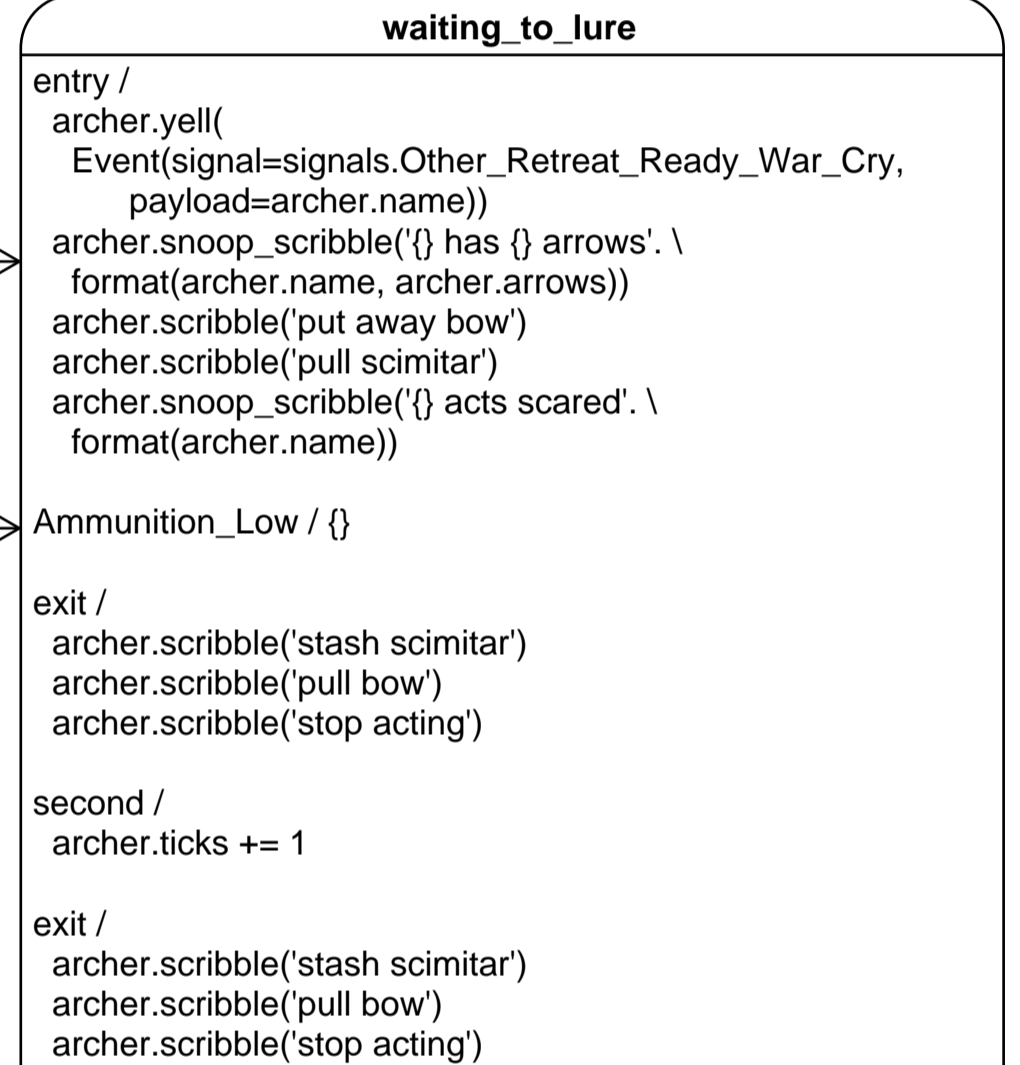 waiting_to_lure
entry /
archer.yell(
Event(signal=signals.Other_Retreat_Ready_War_Cry,
payload=archer.name))
archer.snoop_scribble('{} has {} arrows'. \
format(archer.name, archer.arrows))
archer.scribble('put away bow')
archer.scribble('pull scimitar')
archer.snoop_scribble('{} acts scared'. \
format(archer.name))
Ammunition_Low / {}
exit /
archer.scribble('stash scimitar')
archer.scribble('pull bow')
archer.scribble('stop acting')
second /
archer.ticks += 1
exit /
archer.scribble('stash scimitar')
archer.scribble('pull bow')
archer.scribble('stop acting')